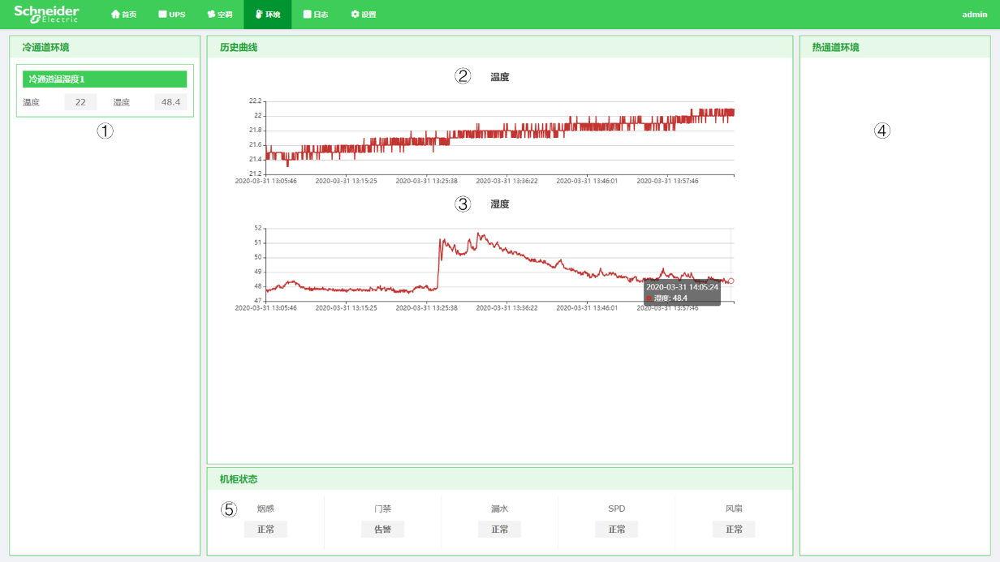 Schneider
Electric
首页
UPS
空调
环境
日志
设置
admin
冷通道环境
冷通道温湿度1
温度 22 湿度 48.4
①
历史曲线
② 温度
22.2
22
21.8
21.6
21.4
21.2
2020-03-31 13:05:46 2020-03-31 13:15:25 2020-03-31 13:25:38 2020-03-31 13:36:22 2020-03-31 13:46:01 2020-03-31 13:57:46
③ 湿度
52
51
50
49
48
47
2020-03-31 14:05:24
湿度: 48.4
2020-03-31 13:05:46 2020-03-31 13:15:25 2020-03-31 13:25:38 2020-03-31 13:36:22 2020-03-31 13:46:01 2020-03-31 13:57:46
热通道环境
④
机柜状态
⑤ 烟感 门禁 漏水 SPD 风扇
正常 告警 正常 正常 正常